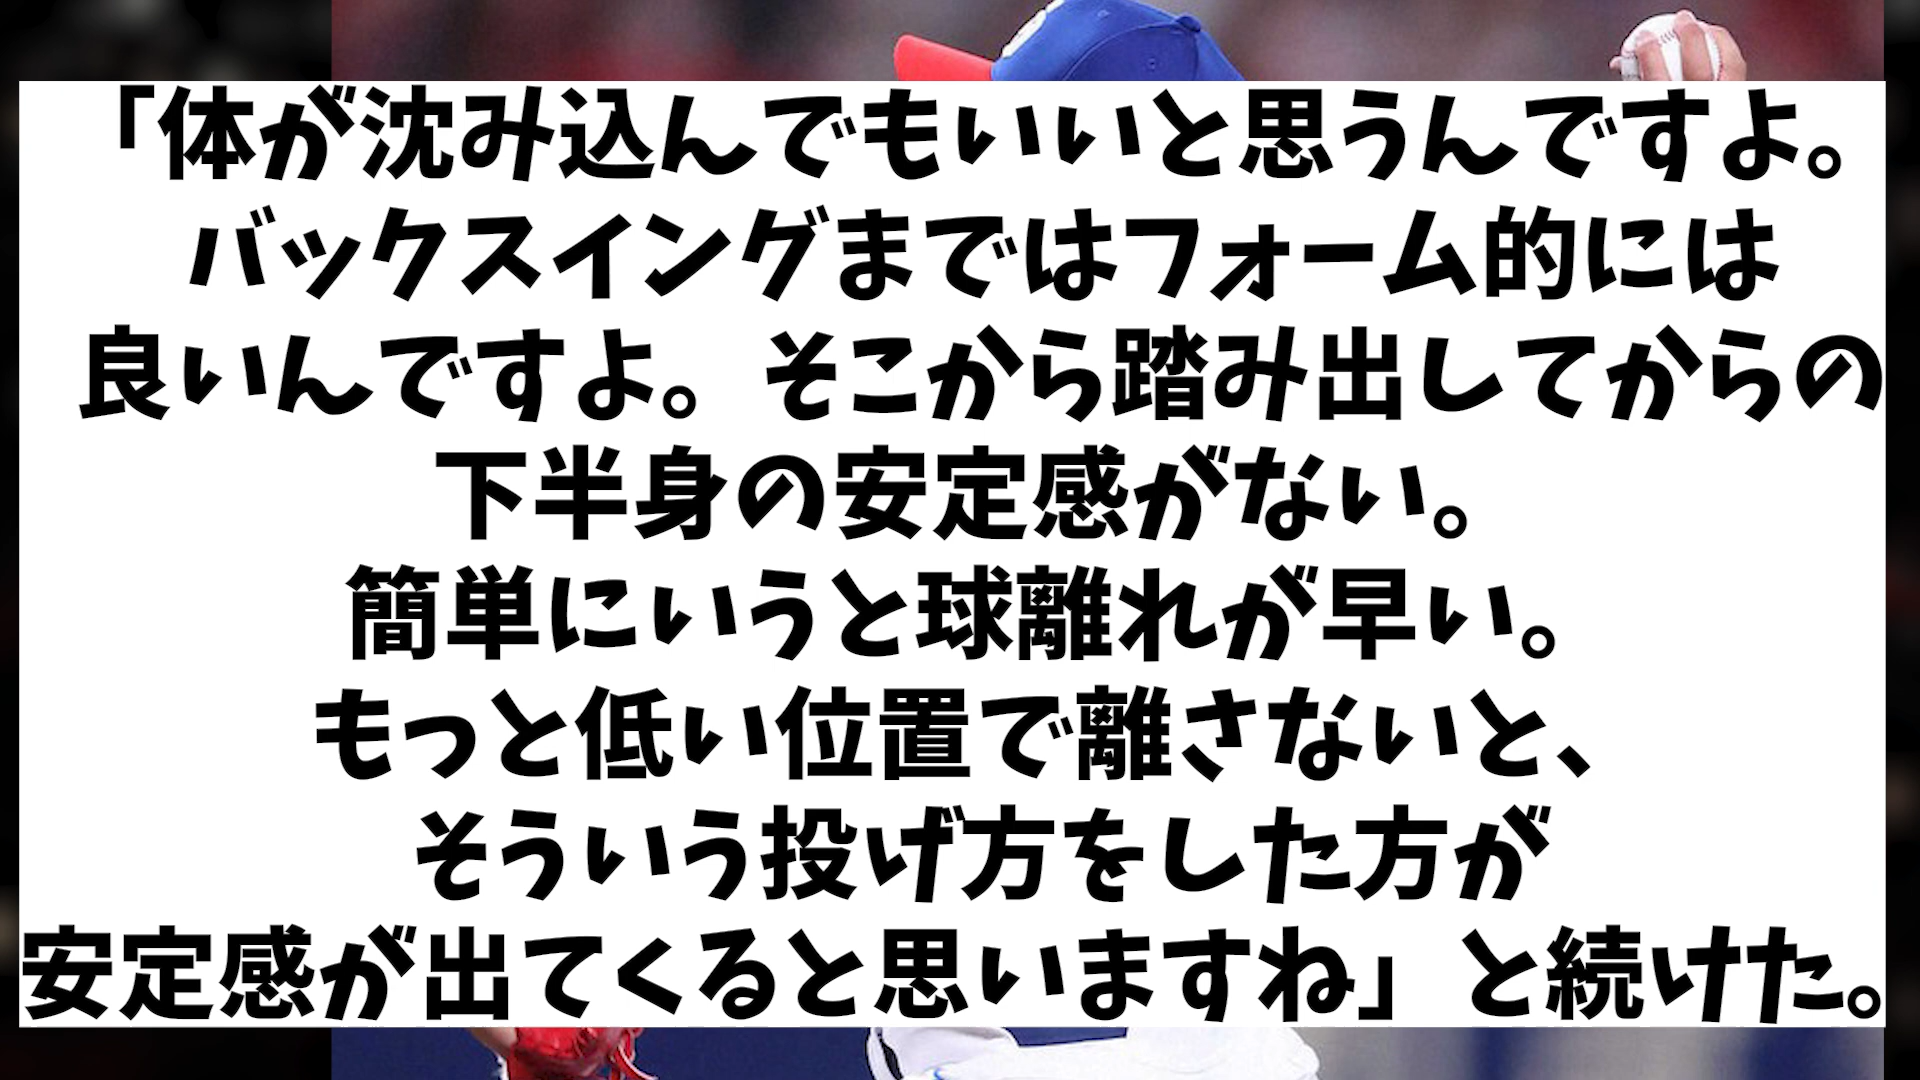 「体が沈み込んでもいいと思うんですよ。
バックスイングまではフォーム的には
良いんですよ。そこから踏み出してからの
下半身の安定感がない。
簡単にいうと球離れが早い。
もっと低い位置で離さないと、
そういう投げ方をした方が
安定感が出てくると思いますね」と続けた。